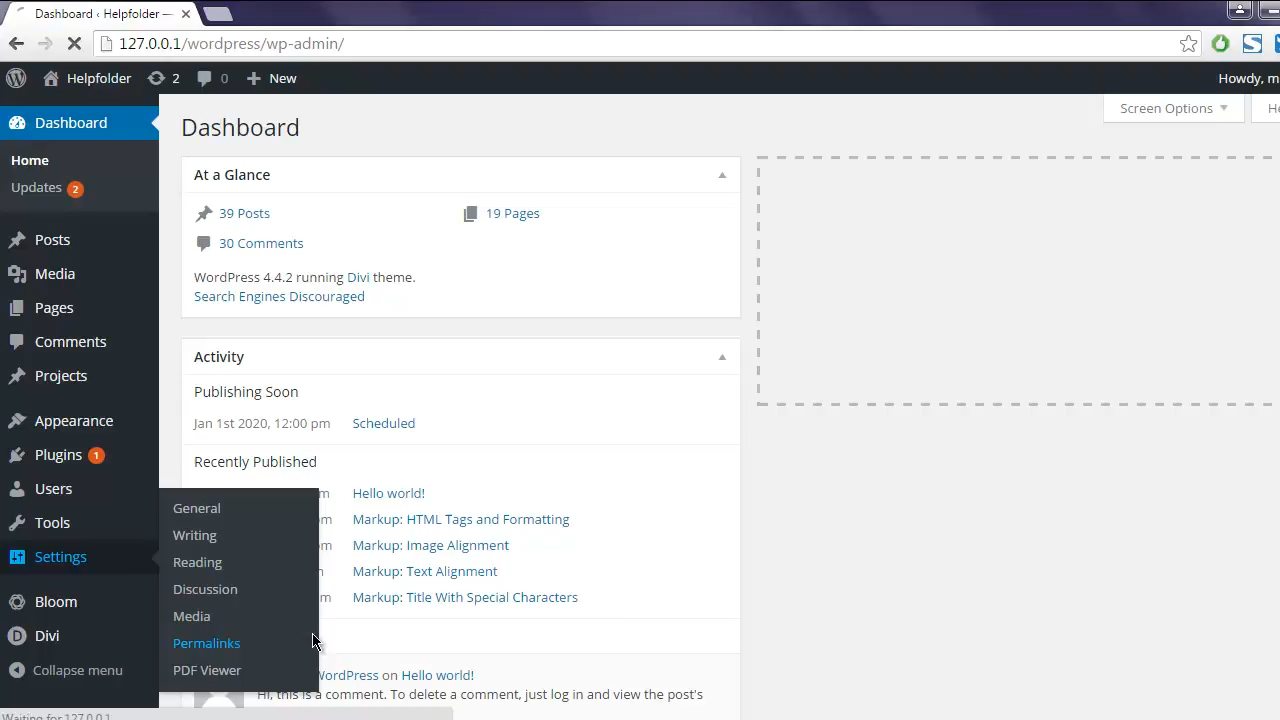 Dashboard ‹ Helpfolder —
127.0.0.1/wordpress/wp-admin/
Helpfolder 2 0 New Howdy, m
Screen Options
He
Dashboard
Home
Updates 2
Posts
Media
Pages
Comments
Projects
Appearance
Plugins 1
Users
Tools
Settings
Bloom
Divi
Collapse menu
General
Writing
Reading
Discussion
Media
Permalinks
PDF Viewer
Dashboard
At a Glance
39 Posts 19 Pages
30 Comments
WordPress 4.4.2 running Divi theme.
Search Engines Discouraged
Activity
Publishing Soon
Jan 1st 2020, 12:00 pm Scheduled
Recently Published
m Hello world!
om Markup: HTML Tags and Formatting
om Markup: Image Alignment
n Markup: Text Alignment
m Markup: Title With Special Characters
WordPress on Hello world!
Hi, this is a comment. To delete a comment, just log in and view the post's
Waiting for 127.0.0.1